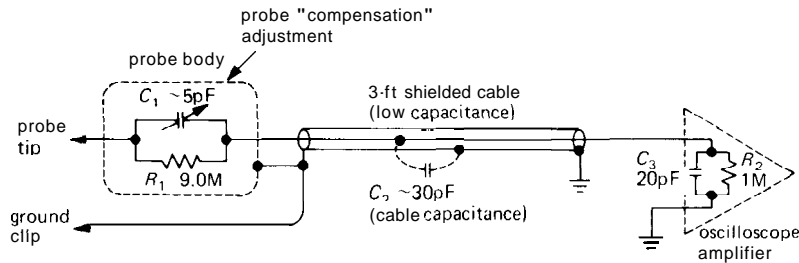 probe "compensation"
adjustment
probe body
C₁ ~5pF
probe
tip
R₁ 9.0M
ground
clip
3-ft shielded cable
(low capacitance)
C₂ ~30pF
(cable capacitance)
C₃
20pF
R₂
1M
oscilloscope
amplifier